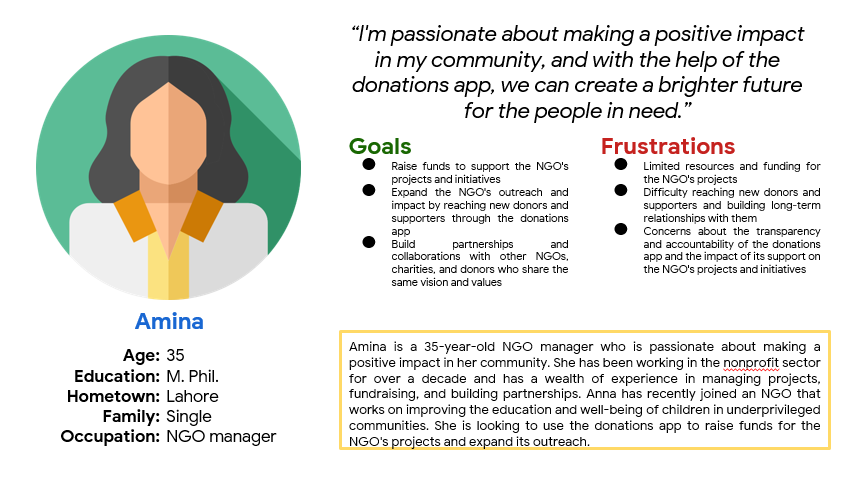 “I'm passionate about making a positive impact
in my community, and with the help of the
donations app, we can create a brighter future
for the people in need.”
Goals
● Raise funds to support the NGO's
projects and initiatives
● Expand the NGO's outreach and
impact by reaching new donors and
supporters through the donations
app
● Build partnerships and
collaborations with other NGOs,
charities, and donors who share the
same vision and values
Frustrations
● Limited resources and funding for
the NGO's projects
● Difficulty reaching new donors and
supporters and building long-term
relationships with them
● Concerns about the transparency
and accountability of the donations
app and the impact of its support on
the NGO's projects and initiatives
Amina
Age: 35
Education: M. Phil.
Hometown: Lahore
Family: Single
Occupation: NGO manager
Amina is a 35-year-old NGO manager who is passionate about making a
positive impact in her community. She has been working in the nonprofit sector
for over a decade and has a wealth of experience in managing projects,
fundraising, and building partnerships. Anna has recently joined an NGO that
works on improving the education and well-being of children in underprivileged
communities. She is looking to use the donations app to raise funds for the
NGO's projects and expand its outreach.